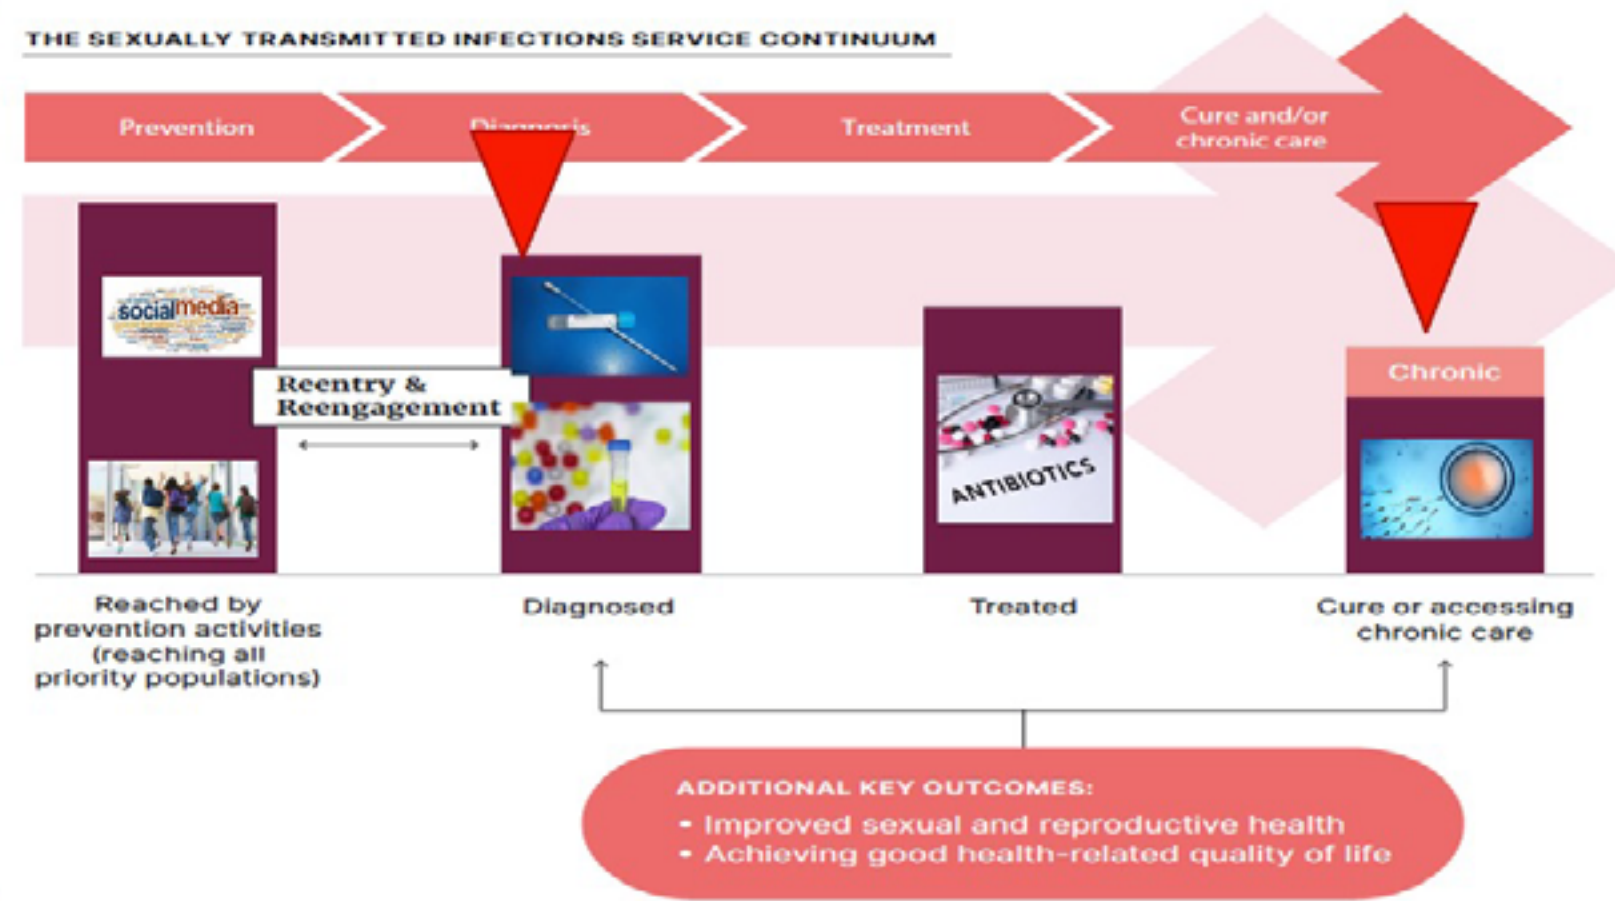 THE SEXUALLY TRANSMITTED INFECTIONS SERVICE CONTINUUM
Prevention
Diagnosis
Treatment
Cure and/or
chronic care
socialmedia
Reentry &
Reengagement
ANTIBIOTICS
Chronic
Reached by
prevention activities
(reaching all
priority populations)
Diagnosed
Treated
Cure or accessing
chronic care
ADDITIONAL KEY OUTCOMES:
• Improved sexual and reproductive health
• Achieving good health-related quality of life